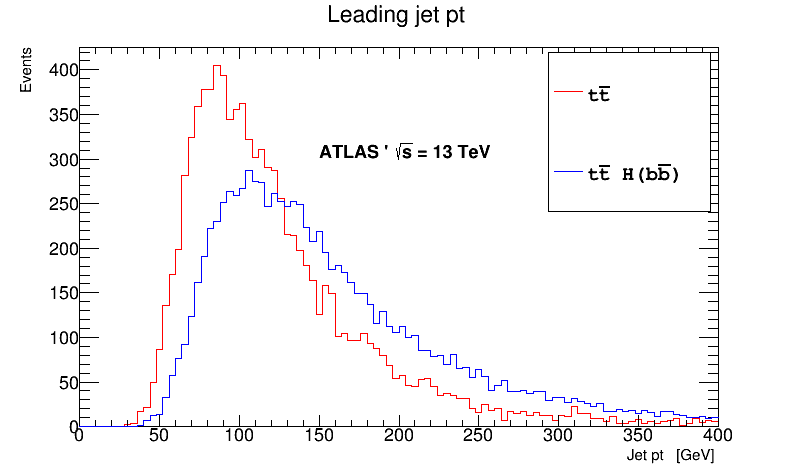 Leading jet pt
Events
400
350
300
250
200
150
100
50
0
tt̅
tt̅ H(bb̅)
ATLAS ' √s = 13 TeV
0 50 100 150 200 250 300 350 400
Jet pt [GeV]